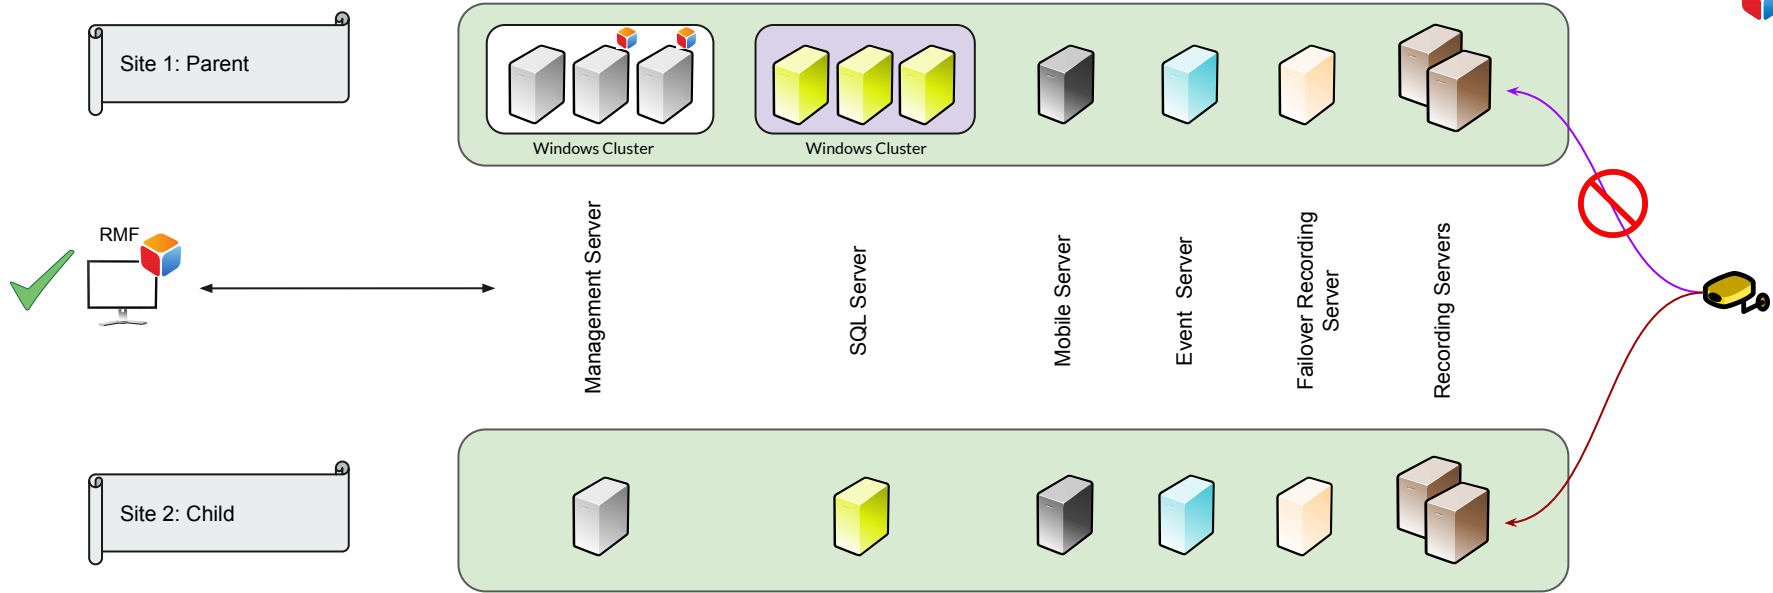 Site 1: Parent
Windows Cluster
Windows Cluster
RMF
Management Server
SQL Server
Mobile Server
Event  Server
Failover Recording
Server
Recording Servers
Site 2: Child